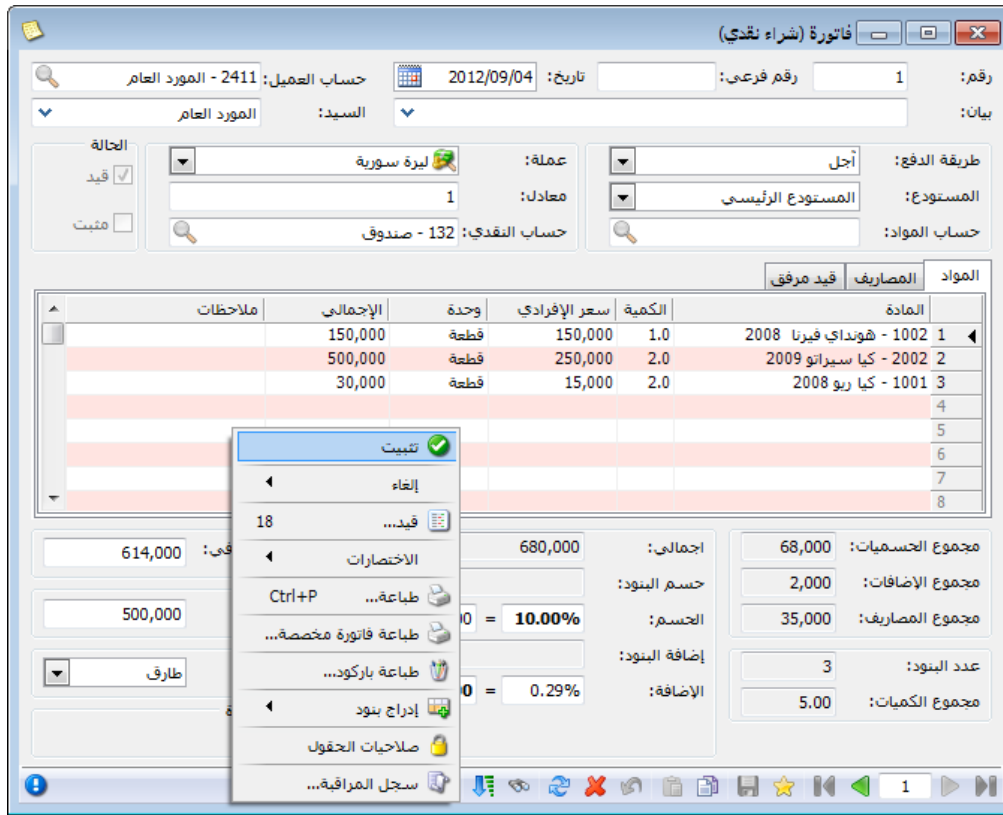 فاتورة (شراء نقدي)
رقم: 1 رقم فرعي: تاريخ: 2012/09/04 حساب العميل: 2411 - المورد العام
بيان: السيد: المورد العام
طريقة الدفع: آجل عملة: ليرة سورية الحالة
المستودع: المستودع الرئيسي معادل: 1 قيد
حساب المواد: حساب النقدي: 132 - صندوق مثبت
المواد المصاريف قيد مرفق
المادة الكمية سعر الإفرادي وحدة الإجمالي ملاحظات
1 1002 - هونداي فيرنا 2008 1.0 150,000 قطعة 150,000
2 2002 - كيا سيراتو 2009 2.0 250,000 قطعة 500,000
3 1001 - كيا ريو 2008 2.0 15,000 قطعة 30,000
4
5
6
7
8
تثبيت
إلغاء
قيد... 18
الاختصارات
طباعة... Ctrl+P
طباعة فاتورة مخصصة...
طباعة باركود...
إدراج بنود
صلاحيات الحقول
سجل المراقبة...
مجموع الحسميات: 68,000 اجمالي: 680,000 614,000
مجموع الإضافات: 2,000 حسم البنود:
مجموع المصاريف: 35,000 الحسم: 10.00% = 500,000
إضافة البنود:
عدد البنود: 3 طارق
مجموع الكميات: 5.00 الإضافة: 0.29% =
1